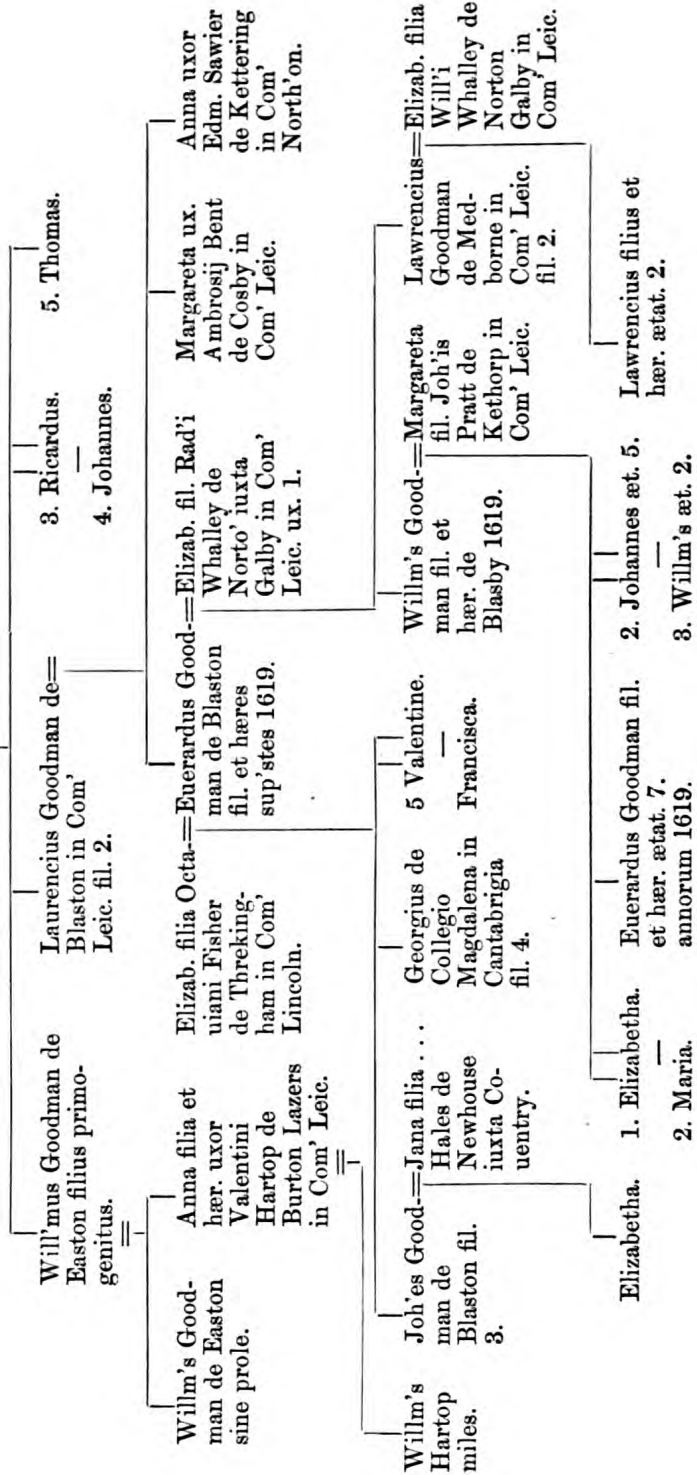 Will'mus Goodman de
Easton filius primo-
genitus.
Laurencius Goodman de=
Blaston in Com'
Leic. fil. 2.
3. Ricardus.
—
4. Johannes.
5. Thomas.
Willm's Good-
man de Easton
sine prole.
Anna filia et
hær. uxor
Valentini
Hartop de
Burton Lazers
in Com' Leic.
Elizab. filia Octa-
uiani Fisher
de Threking-
ham in Com'
Lincoln.
=Euerardus Good-
man de Blaston
fil. et hæres
sup'stes 1619.
=Elizab. fil. Rad'i
Whalley de
Norto' iuxta
Galby in Com'
Leic. ux. 1.
Margareta ux.
Ambrosij Bent
de Cosby in
Com' Leic.
Anna uxor
Edm. Sawier
de Kettering
in Com'
North'on.
Willm's
Hartop
miles.
Joh'es Good-
man de
Blaston fil.
3.
=Jana filia ...
Hales de
Newhouse
iuxta Co-
uentry.
Georgius de
Collegio
Magdalena in
Cantabrigia
fil. 4.
5 Valentine.
—
Francisca.
Willm's Good-
man fil. et
hær. de
Blasby 1619.
=Margareta
fil. Joh'is
Pratt de
Kethorp in
Com' Leic.
Lawrencius
Goodman
de Med-
borne in
Com' Leic.
fil. 2.
=Elizab. filia
Will'i
Whalley de
Norton
Galby in
Com' Leic.
Elizabetha.
1. Elizabetha.
—
2. Maria.
Euerardus Goodman fil.
et hær. ætat. 7.
annorum 1619.
2. Johannes æt. 5.
—
3. Willm's æt. 2.
Lawrencius filius et
hær. ætat. 2.